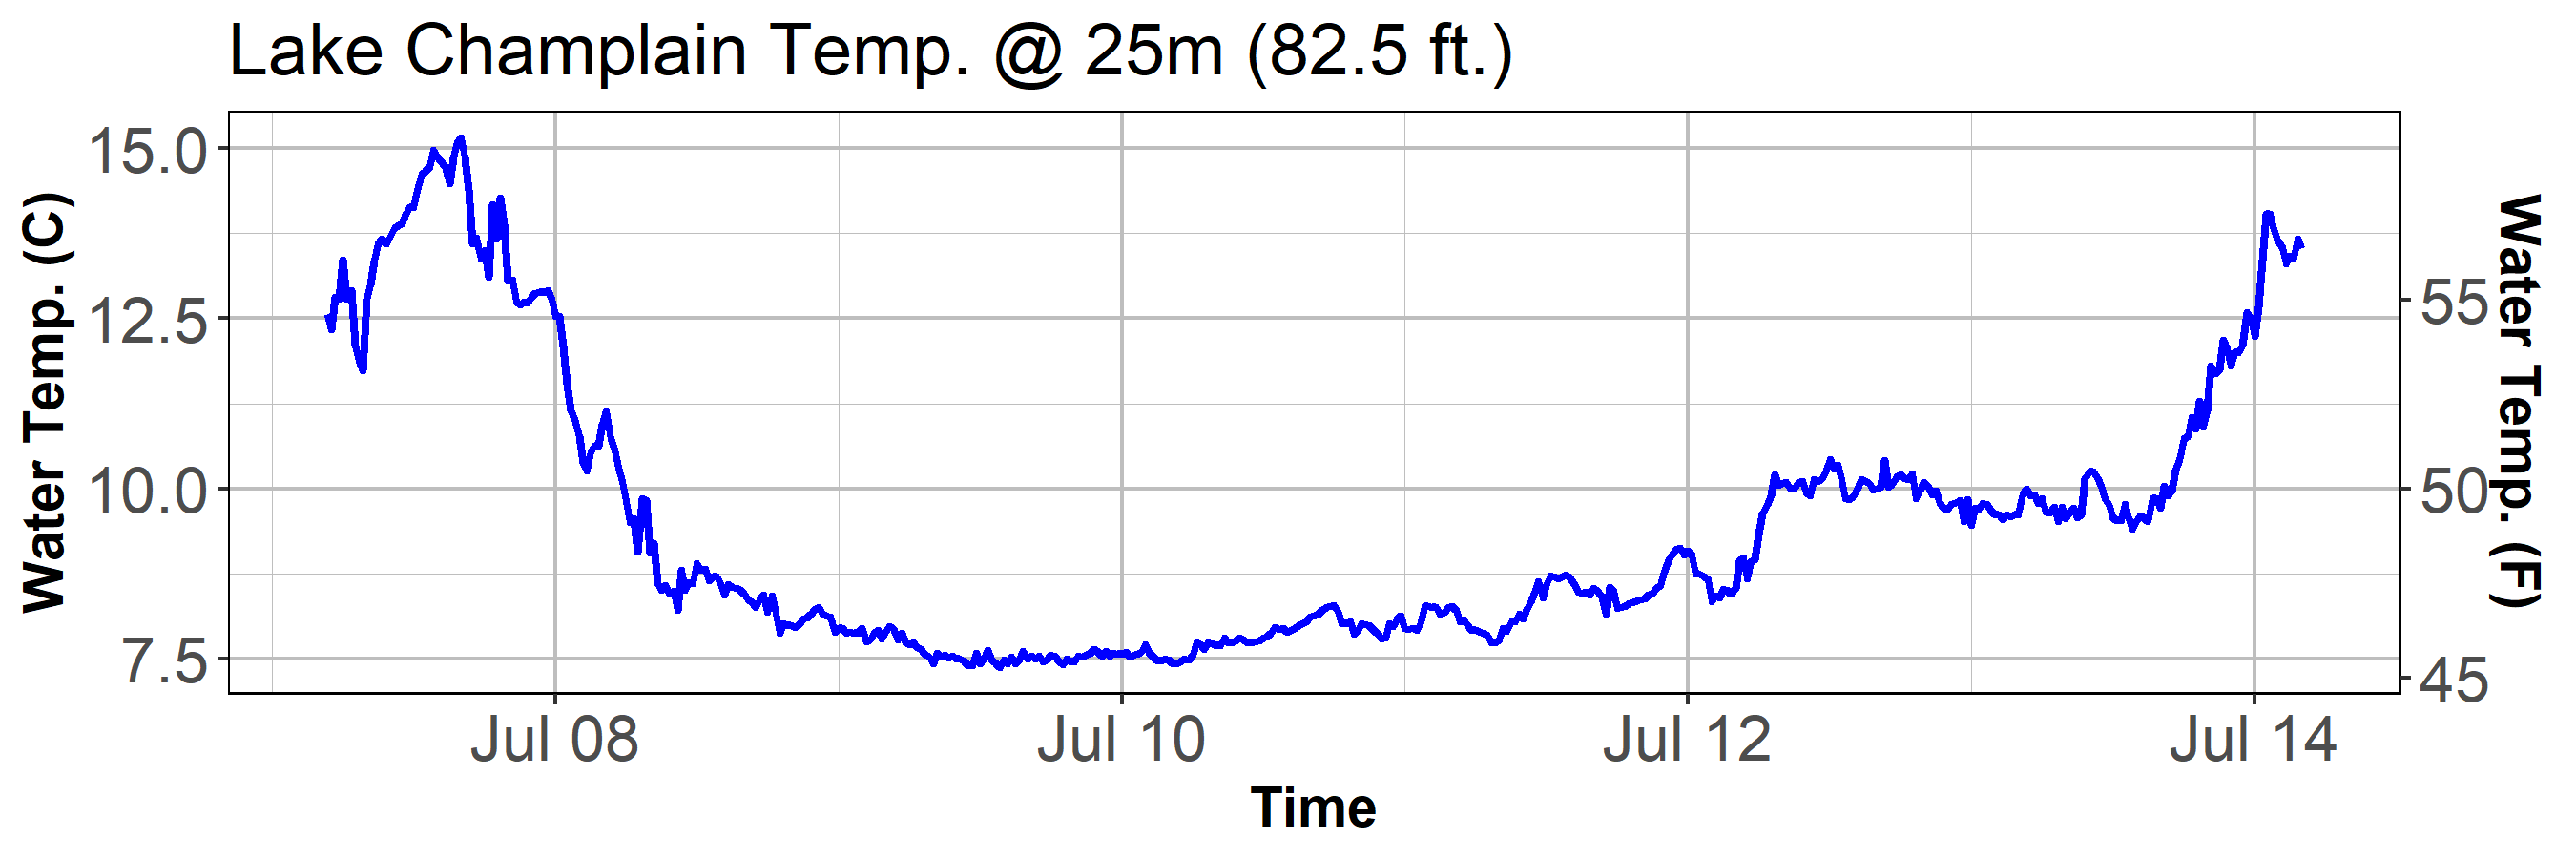 Lake Champlain Temp. @ 25m (82.5 ft.)
Water Temp. (C)
15.0
12.5
10.0
7.5
55
50
45
Water Temp. (F)
Jul 08
Jul 10
Jul 12
Jul 14
Time